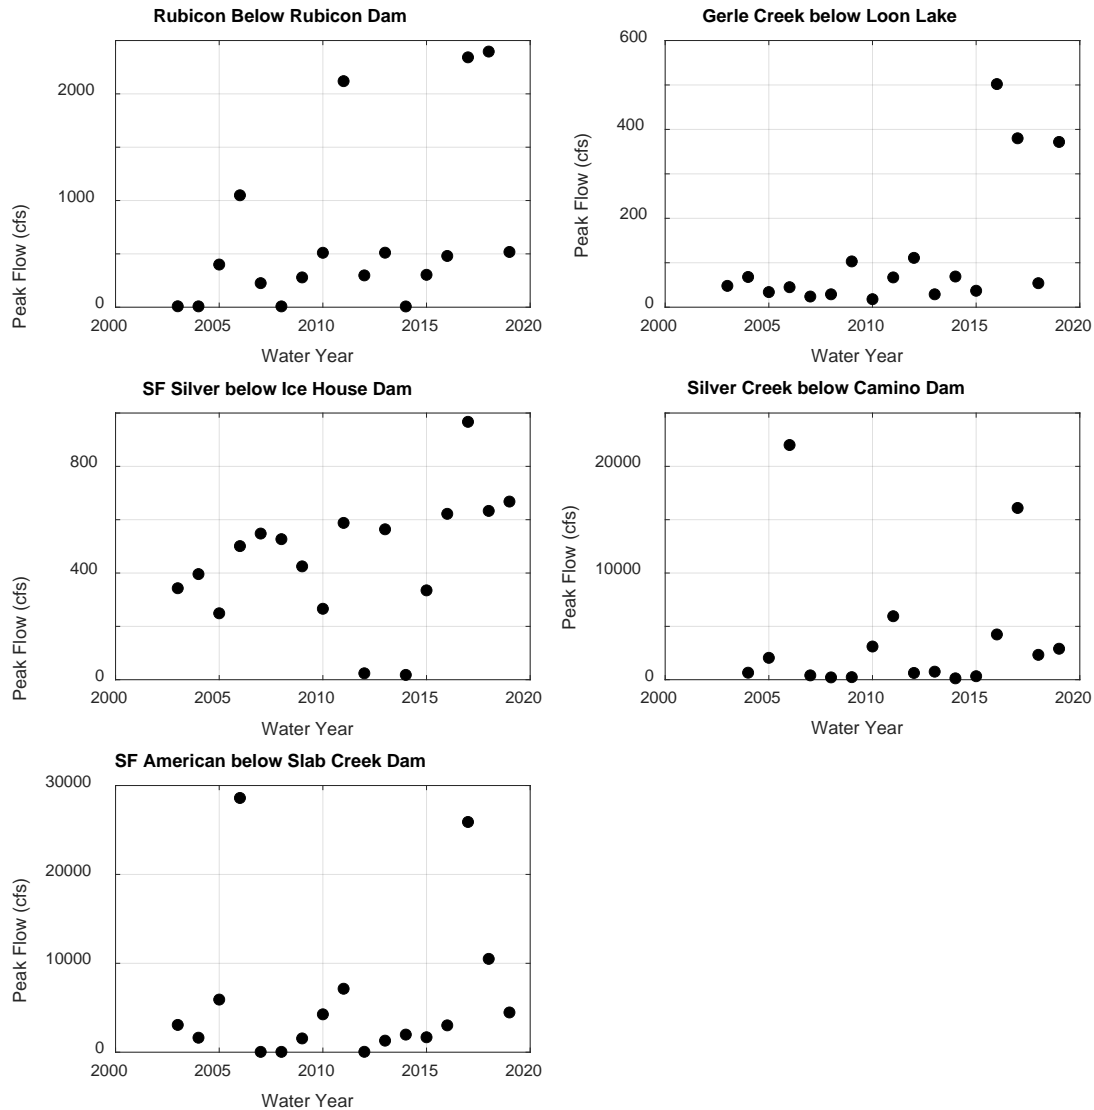 Rubicon Below Rubicon Dam
2000
1000
0
Peak Flow (cfs)
2000 2005 2010 2015 2020
Water Year
Gerle Creek below Loon Lake
600
400
200
0
Peak Flow (cfs)
2000 2005 2010 2015 2020
Water Year
SF Silver below Ice House Dam
800
400
0
Peak Flow (cfs)
2000 2005 2010 2015 2020
Water Year
Silver Creek below Camino Dam
20000
10000
0
Peak Flow (cfs)
2000 2005 2010 2015 2020
Water Year
SF American below Slab Creek Dam
30000
20000
10000
0
Peak Flow (cfs)
2000 2005 2010 2015 2020
Water Year